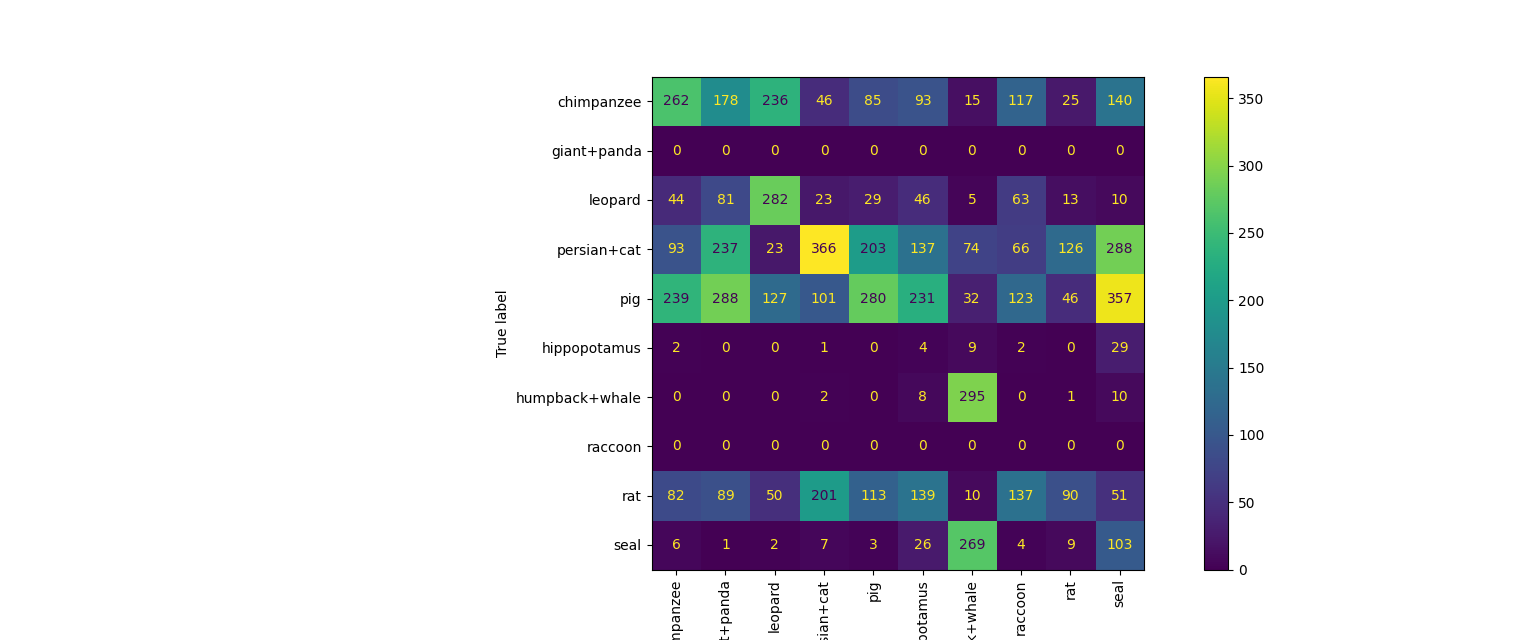 chimpanzee 262 178 236 46 85 93 15 117 25 140
giant+panda 0 0 0 0 0 0 0 0 0 0
leopard 44 81 282 23 29 46 5 63 13 10
persian+cat 93 237 23 366 203 137 74 66 126 288
pig 239 288 127 101 280 231 32 123 46 357
hippopotamus 2 0 0 1 0 4 9 2 0 29
humpback+whale 0 0 0 2 0 8 295 0 1 10
raccoon 0 0 0 0 0 0 0 0 0 0
rat 82 89 50 201 113 139 10 137 90 51
seal 6 1 2 7 3 26 269 4 9 103
True label
mpanzee
t+panda
leopard
sian+cat
pig
potamus
k+whale
raccoon
rat
seal
350
300
250
200
150
100
50
0